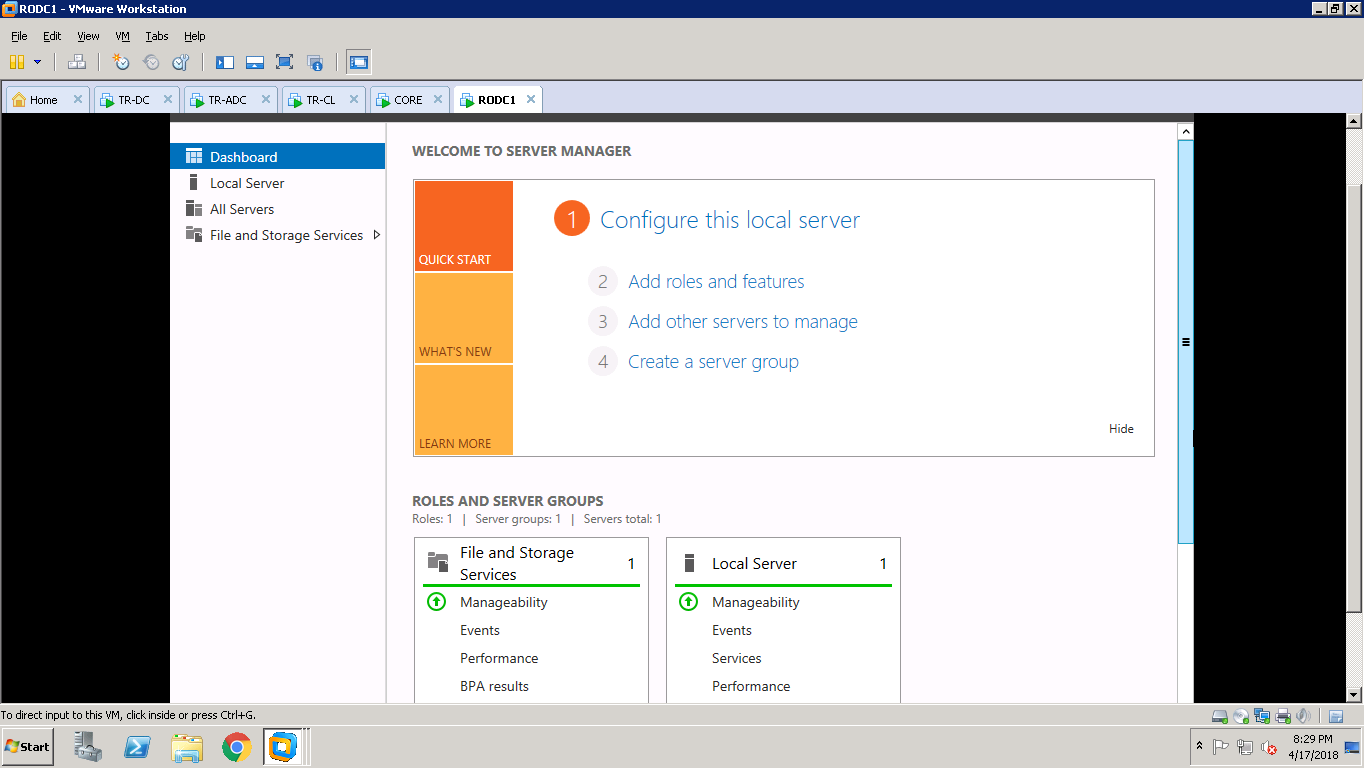 RODC1 - VMware Workstation
File Edit View VM Tabs Help
Home TR-DC TR-ADC TR-CL CORE RODC1
Dashboard
Local Server
All Servers
File and Storage Services
WELCOME TO SERVER MANAGER
QUICK START
WHAT'S NEW
LEARN MORE
1 Configure this local server
2 Add roles and features
3 Add other servers to manage
4 Create a server group
Hide
ROLES AND SERVER GROUPS
Roles: 1 | Server groups: 1 | Servers total: 1
File and Storage
Services 1
Manageability
Events
Performance
BPA results
Local Server 1
Manageability
Events
Services
Performance
To direct input to this VM, click inside or press Ctrl+G.
Start
8:29 PM
4/17/2018